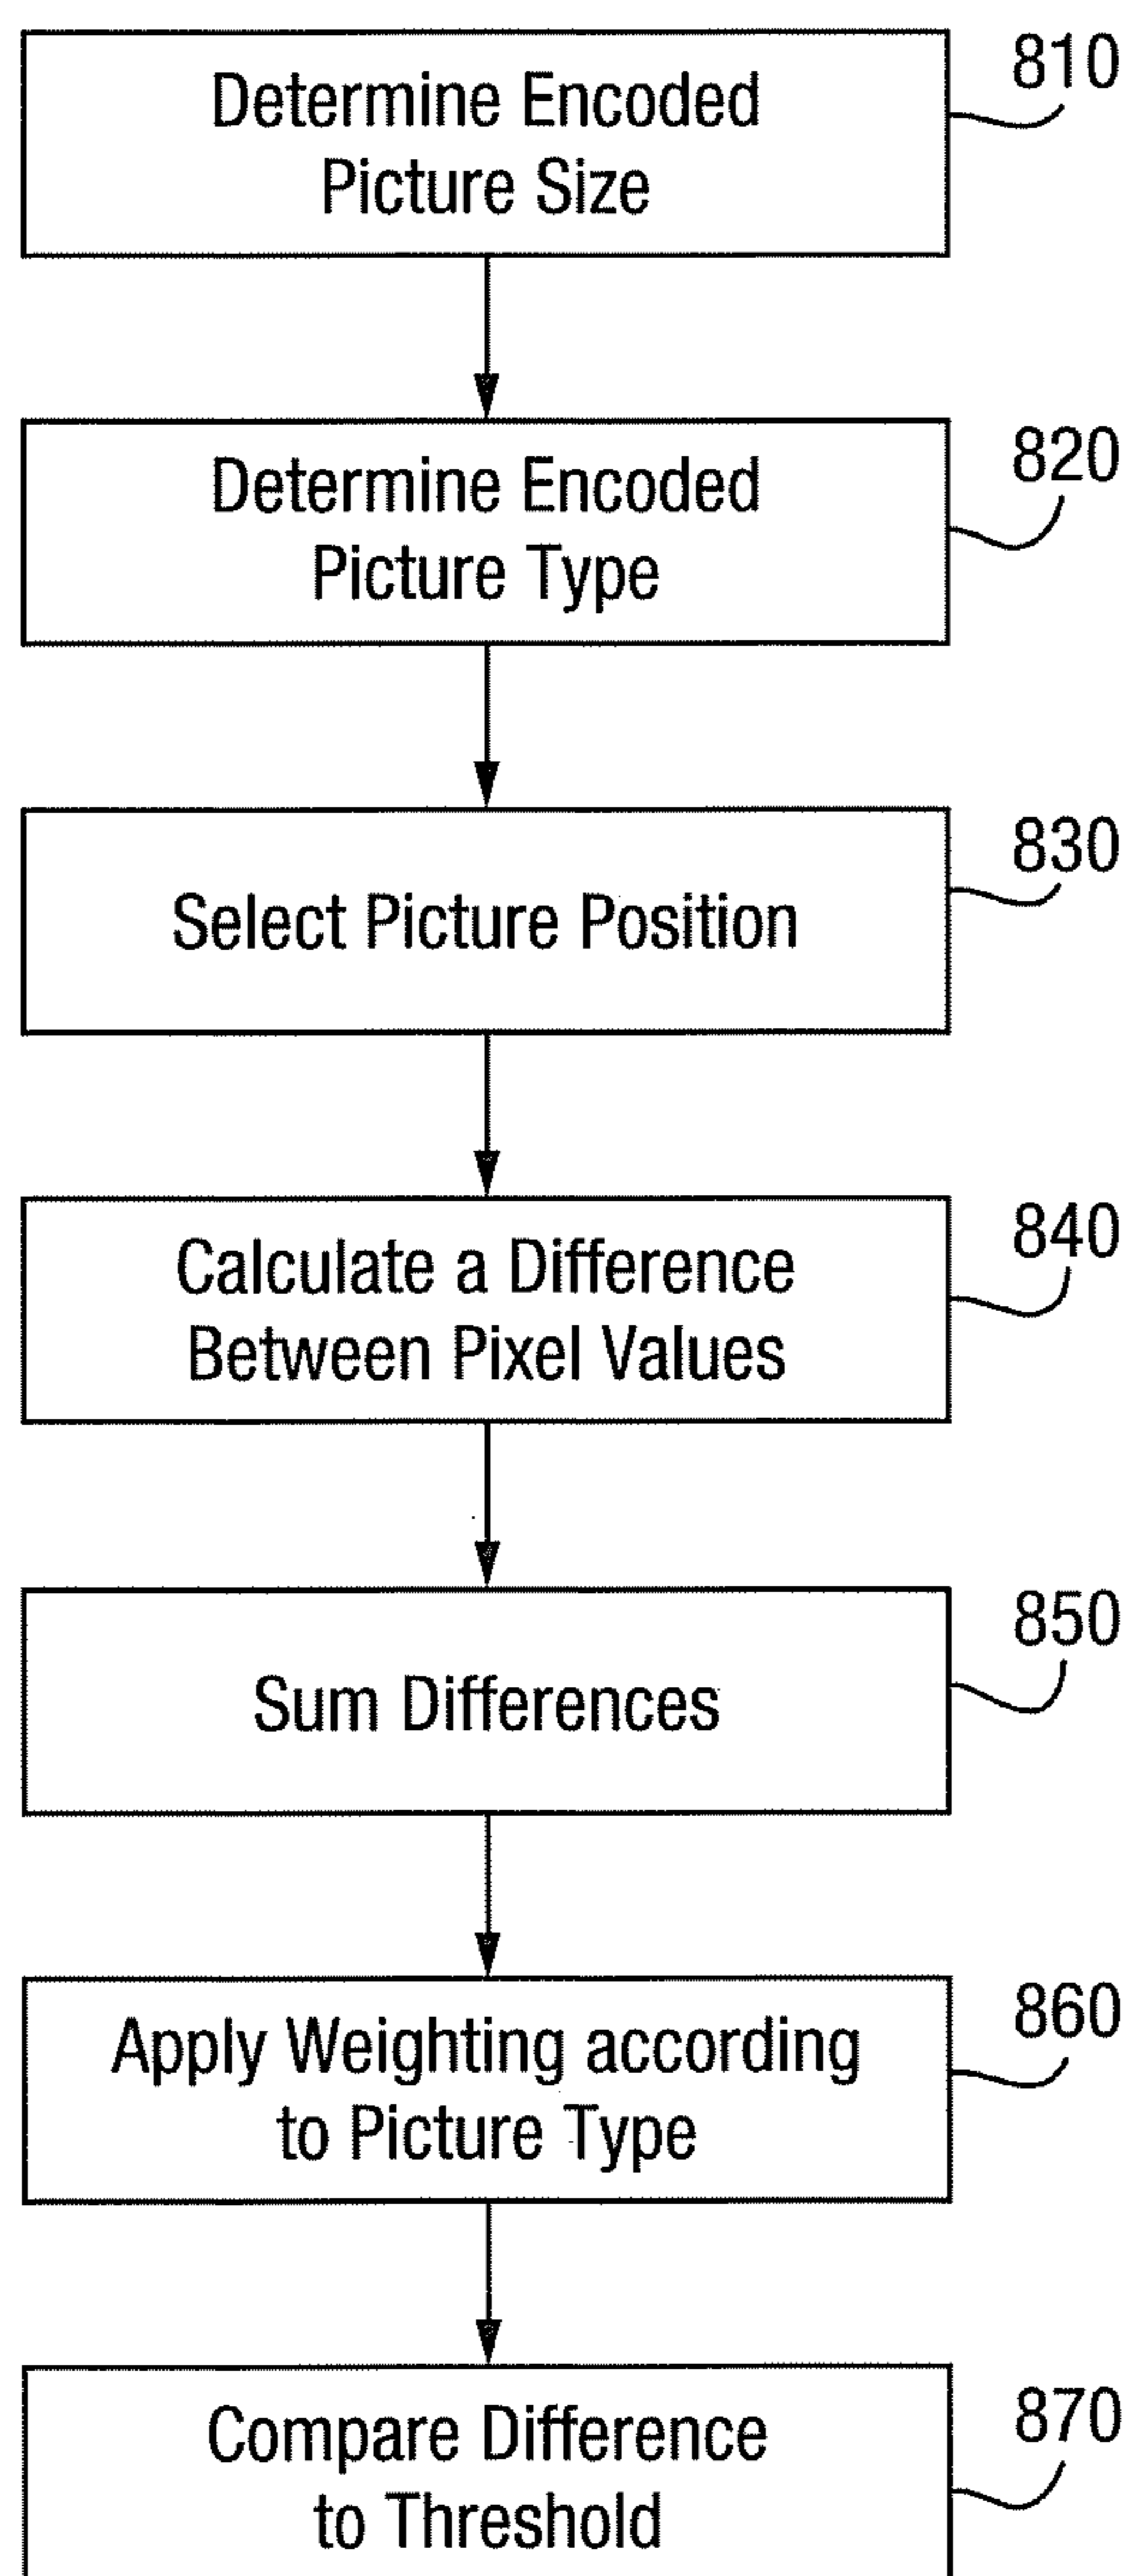 Determine Encoded
Picture Size
810
Determine Encoded
Picture Type
820
Select Picture Position
830
Calculate a Difference
Between Pixel Values
840
Sum Differences
850
Apply Weighting according
to Picture Type
860
Compare Difference
to Threshold
870